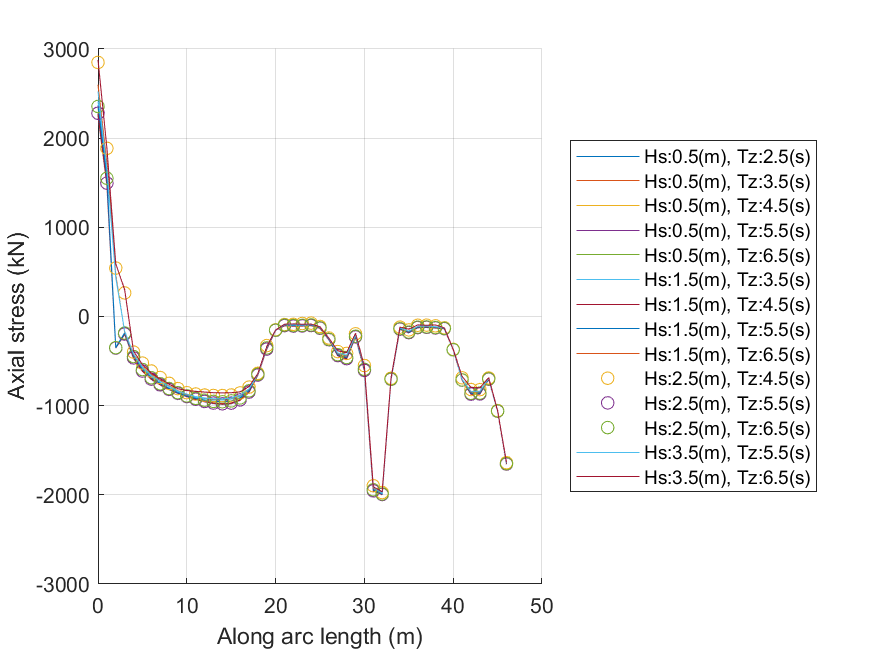 3000
2000
1000
0
-1000
-2000
-3000
Axial stress (kN)
0
10
20
30
40
50
Along arc length (m)
Hs:0.5(m), Tz:2.5(s)
Hs:0.5(m), Tz:3.5(s)
Hs:0.5(m), Tz:4.5(s)
Hs:0.5(m), Tz:5.5(s)
Hs:0.5(m), Tz:6.5(s)
Hs:1.5(m), Tz:3.5(s)
Hs:1.5(m), Tz:4.5(s)
Hs:1.5(m), Tz:5.5(s)
Hs:1.5(m), Tz:6.5(s)
Hs:2.5(m), Tz:4.5(s)
Hs:2.5(m), Tz:5.5(s)
Hs:2.5(m), Tz:6.5(s)
Hs:3.5(m), Tz:5.5(s)
Hs:3.5(m), Tz:6.5(s)